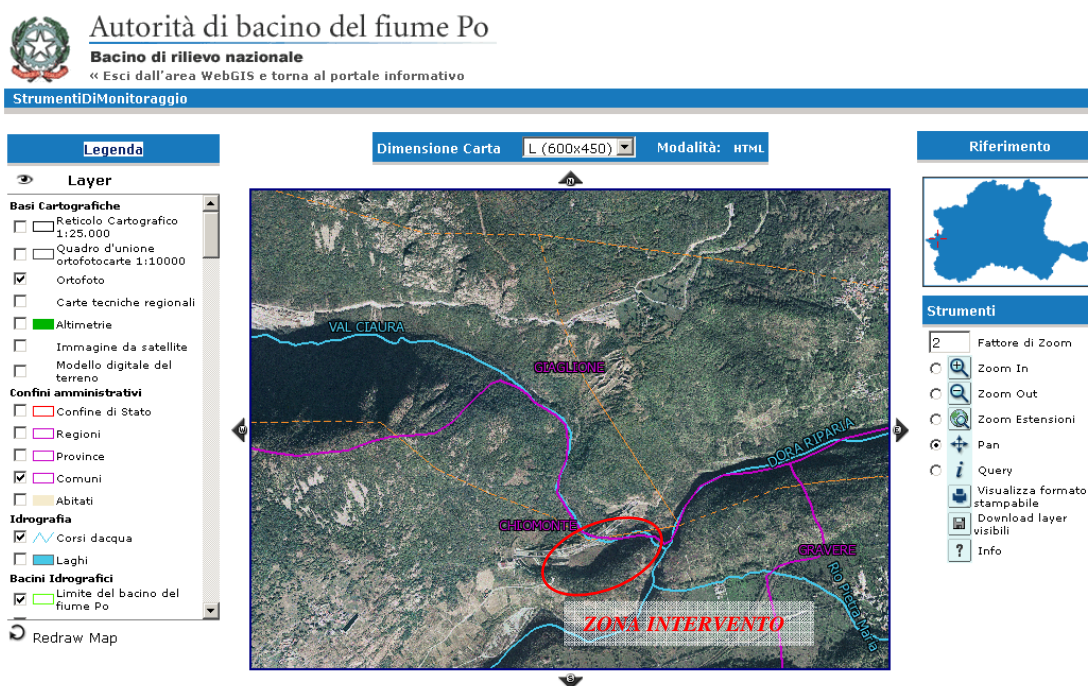 Autorità di bacino del fiume Po
Bacino di rilievo nazionale
« Esci dall'area WebGIS e torna al portale informativo
StrumentiDiMonitoraggio
Legenda
Layer
Basi Cartografiche
Reticolo Cartografico
1:25.000
Quadro d'unione
ortofotocarte 1:10000
Ortofoto
Carte tecniche regionali
Altimetrie
Immagine da satellite
Modello digitale del
terreno
Confini amministrativi
Confine di Stato
Regioni
Province
Comuni
Abitati
Idrografia
Corsi dacqua
Laghi
Bacini Idrografici
Limite del bacino del
fiume Po
Redraw Map
Dimensione Carta L (600x450) Modalità: HTML
N
VAL CIAURA
GIAGLIONE
DORA RIPARIA
CHIOMONTE
GRAVERE
Rio Pietra Maria
ZONA INTERVENTO
W
E
S
Riferimento
Strumenti
2 Fattore di Zoom
Zoom In
Zoom Out
Zoom Estensioni
Pan
i Query
Visualizza formato
stampabile
Download layer
visibili
? Info